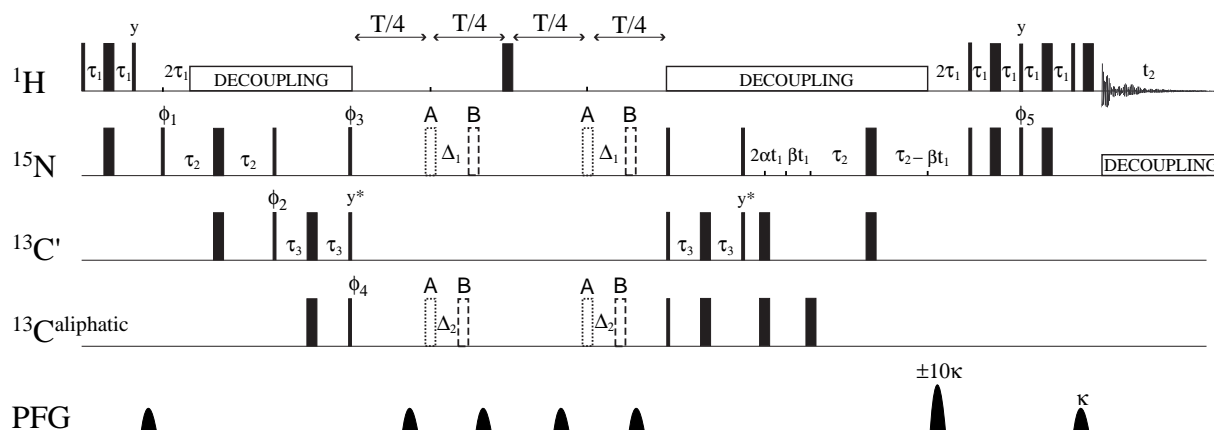 T/4 T/4 T/4 T/4
¹H τ₁ τ₁ y 2τ₁ DECOUPLING DECOUPLING 2τ₁ τ₁ τ₁ y τ₁ τ₁ t₂
¹⁵N ϕ₁ τ₂ τ₂ ϕ₃ A Δ₁ B A Δ₁ B 2αt₁ βt₁ τ₂ τ₂– βt₁ ϕ₅ DECOUPLING
¹³C' ϕ₂ τ₃ τ₃ y* τ₃ τ₃ y*
¹³Cᵃˡⁱᵖʰᵃᵗⁱᶜ ϕ₄ A Δ₂ B A Δ₂ B
PFG ±10κ κ